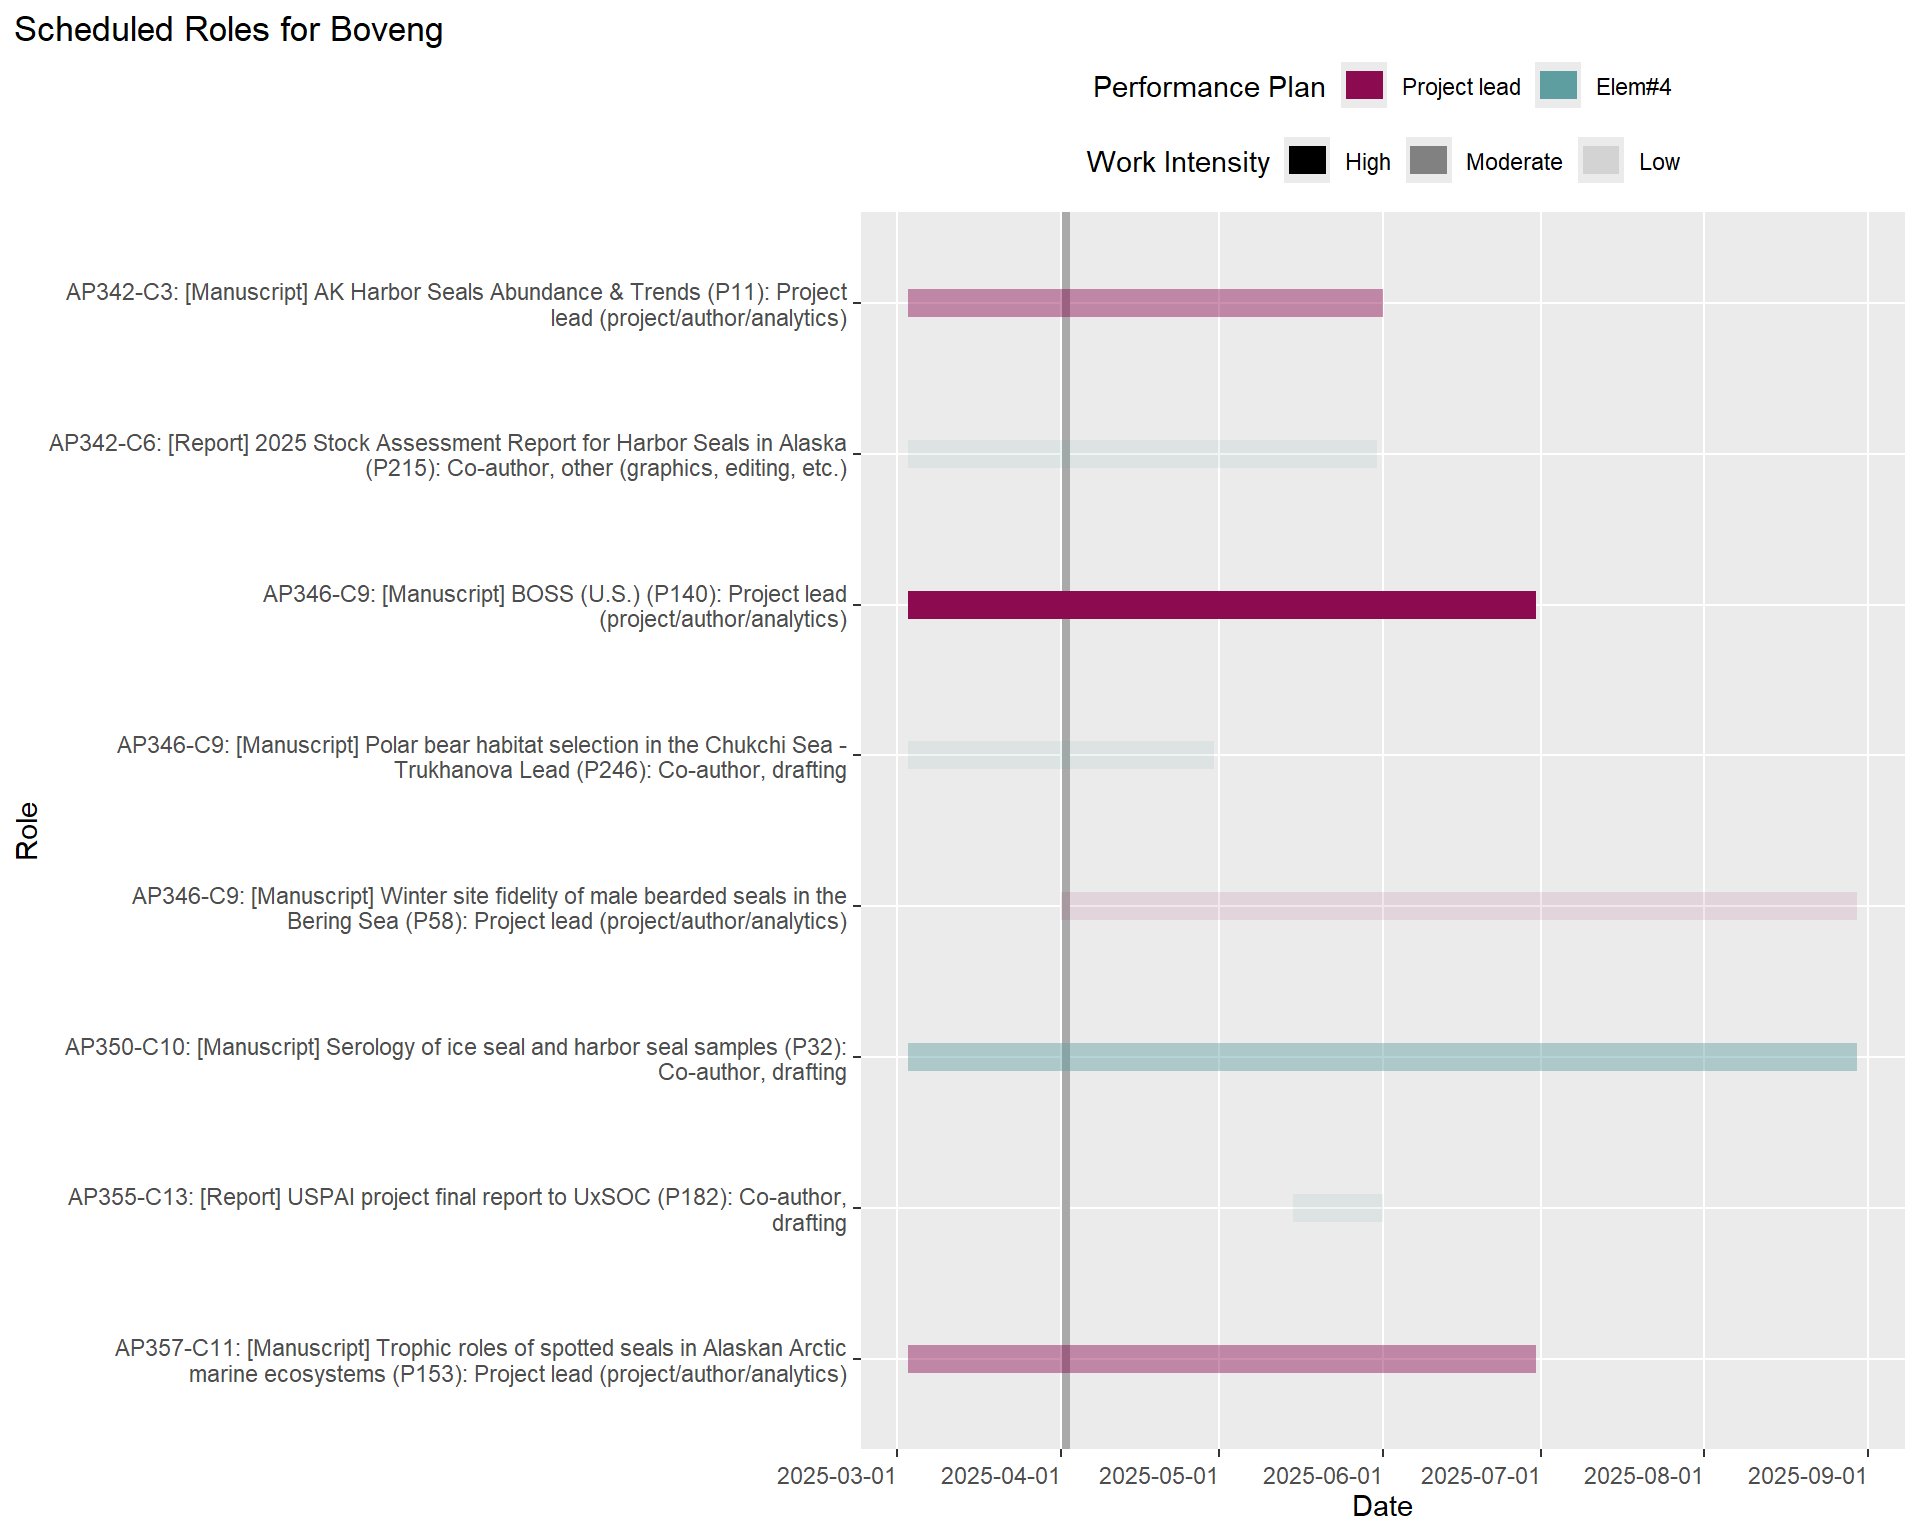 Scheduled Roles for Boveng
Performance Plan Project lead Elem#4
Work Intensity High Moderate Low
AP342-C3: [Manuscript] AK Harbor Seals Abundance & Trends (P11): Project
lead (project/author/analytics)
AP342-C6: [Report] 2025 Stock Assessment Report for Harbor Seals in Alaska
(P215): Co-author, other (graphics, editing, etc.)
AP346-C9: [Manuscript] BOSS (U.S.) (P140): Project lead
(project/author/analytics)
AP346-C9: [Manuscript] Polar bear habitat selection in the Chukchi Sea -
Trukhanova Lead (P246): Co-author, drafting
AP346-C9: [Manuscript] Winter site fidelity of male bearded seals in the
Bering Sea (P58): Project lead (project/author/analytics)
AP350-C10: [Manuscript] Serology of ice seal and harbor seal samples (P32):
Co-author, drafting
AP355-C13: [Report] USPAI project final report to UxSOC (P182): Co-author,
drafting
AP357-C11: [Manuscript] Trophic roles of spotted seals in Alaskan Arctic
marine ecosystems (P153): Project lead (project/author/analytics)
Role
2025-03-01 2025-04-01 2025-05-01 2025-06-01 2025-07-01 2025-08-01 2025-09-01
Date